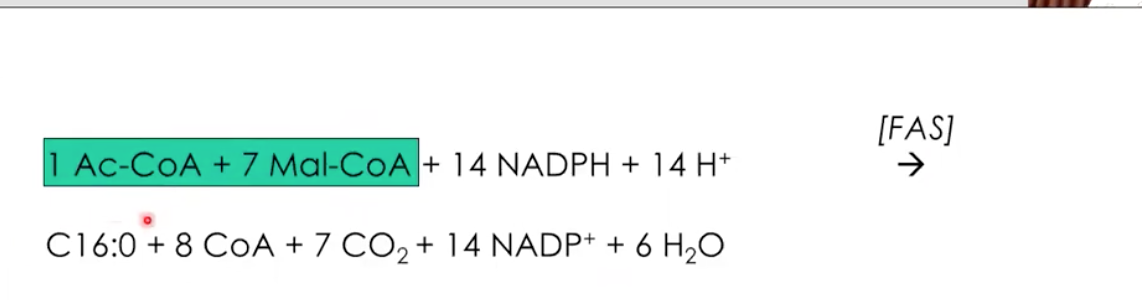 [FAS]
1 Ac-CoA + 7 Mal-CoA + 14 NADPH + 14 H⁺ →
C16:0 + 8 CoA + 7 CO₂ + 14 NADP⁺ + 6 H₂O